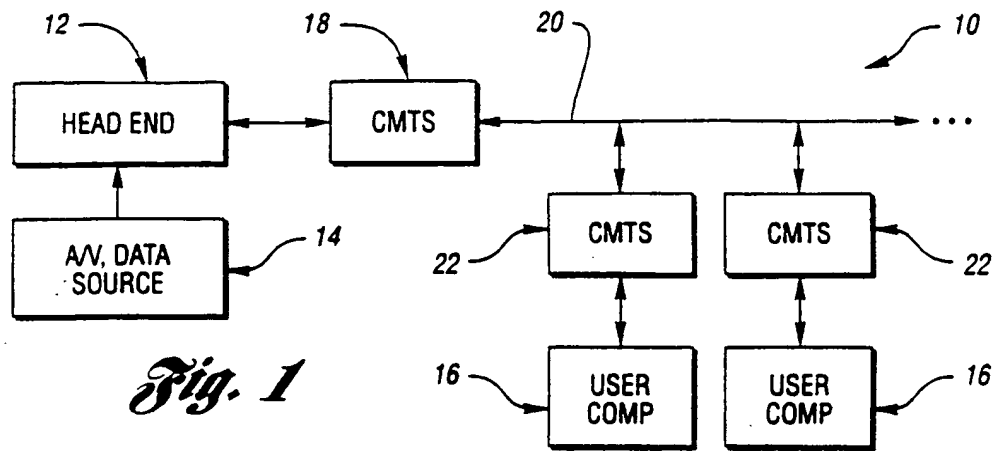 12
18
20
10
HEAD END
CMTS
A/V, DATA
SOURCE
14
22
CMTS
CMTS
22
Fig. 1
16
USER
COMP
USER
COMP
16